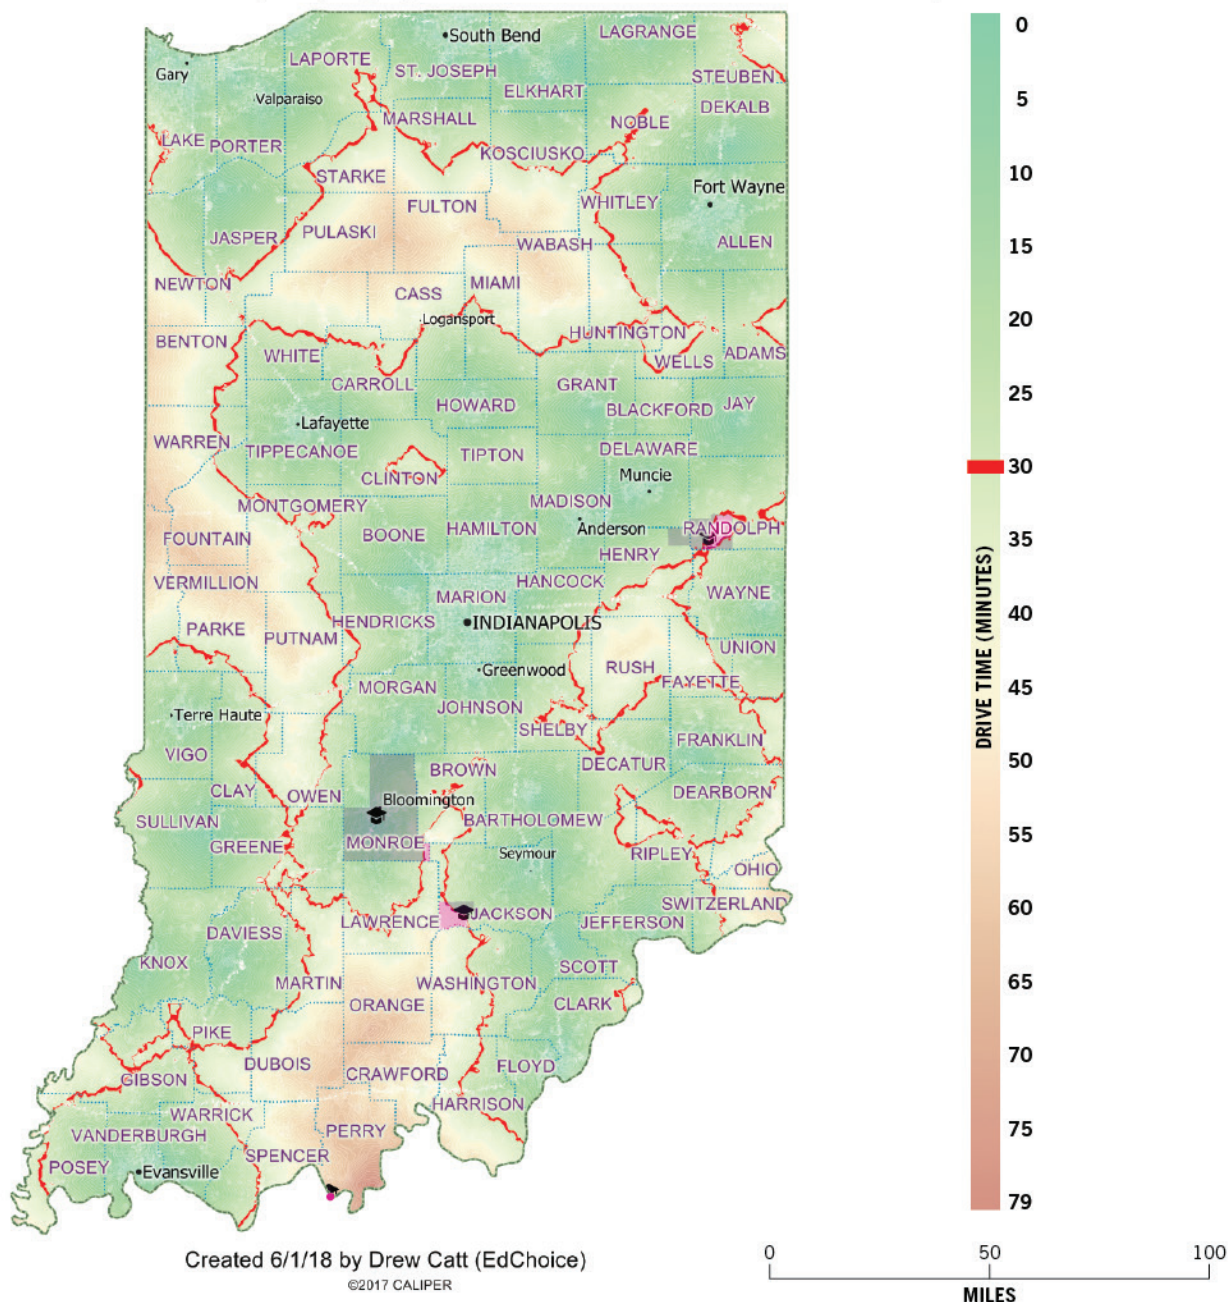 South Bend
LAGRANGE
LAPORTE
Gary
ST. JOSEPH
STEUBEN
Valparaiso
ELKHART
DEKALB
MARSHALL
NOBLE
LAKE
PORTER
KOSCIUSKO
STARKE
Fort Wayne
FULTON
WHITLEY
JASPER
PULASKI
WABASH
ALLEN
NEWTON
CASS
MIAMI
Logansport
BENTON
HUNTINGTON
WHITE
WELLS
ADAMS
CARROLL
GRANT
HOWARD
BLACKFORD
JAY
Lafayette
WARREN
TIPPECANOE
TIPTON
DELAWARE
CLINTON
Muncie
MONTGOMERY
MADISON
FOUNTAIN
BOONE
HAMILTON
Anderson
RANDOLPH
HENRY
VERMILLION
HANCOCK
MARION
WAYNE
PARKE
PUTNAM
HENDRICKS
INDIANAPOLIS
UNION
Greenwood
RUSH
FAYETTE
MORGAN
JOHNSON
Terre Haute
SHELBY
FRANKLIN
VIGO
BROWN
DECATUR
CLAY
OWEN
Bloomington
DEARBORN
SULLIVAN
BARTHOLOMEW
GREENE
MONROE
Seymour
RIPLEY
OHIO
SWITZERLAND
LAWRENCE
JACKSON
JEFFERSON
DAVIESS
KNOX
SCOTT
MARTIN
WASHINGTON
ORANGE
CLARK
PIKE
DUBOIS
CRAWFORD
FLOYD
GIBSON
WARRICK
HARRISON
VANDERBURGH
PERRY
POSEY
Evansville
SPENCER
0
5
10
15
20
25
30
35
40
45
50
55
60
65
70
75
79
DRIVE TIME (MINUTES)
Created 6/1/18 by Drew Catt (EdChoice)
©2017 CALIPER
0 50 100
MILES